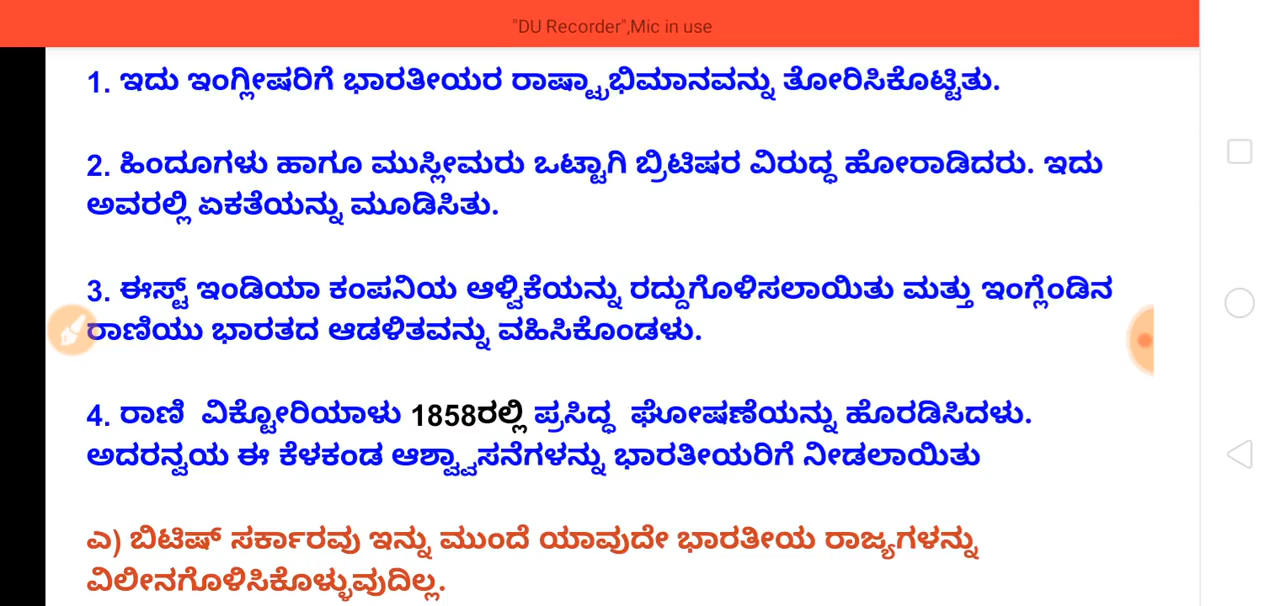 "DU Recorder",Mic in use
1. ಇದು ಇಂಗ್ಲೀಷರಿಗೆ ಭಾರತೀಯರ ರಾಷ್ಟ್ರಾಭಿಮಾನವನ್ನು ತೋರಿಸಿಕೊಟ್ಟಿತು.
2. ಹಿಂದೂಗಳು ಹಾಗೂ ಮುಸ್ಲೀಮರು ಒಟ್ಟಾಗಿ ಬ್ರಿಟಿಷರ ವಿರುದ್ಧ ಹೋರಾಡಿದರು. ಇದು
ಅವರಲ್ಲಿ ಏಕತೆಯನ್ನು ಮೂಡಿಸಿತು.
3. ಈಸ್ಟ್ ಇಂಡಿಯಾ ಕಂಪನಿಯ ಆಳ್ವಿಕೆಯನ್ನು ರದ್ದುಗೊಳಿಸಲಾಯಿತು ಮತ್ತು ಇಂಗ್ಲೆಂಡಿನ
ರಾಣಿಯು ಭಾರತದ ಆಡಳಿತವನ್ನು ವಹಿಸಿಕೊಂಡಳು.
4. ರಾಣಿ ವಿಕ್ಟೋರಿಯಾಳು 1858ರಲ್ಲಿ ಪ್ರಸಿದ್ಧ ಘೋಷಣೆಯನ್ನು ಹೊರಡಿಸಿದಳು.
ಅದರನ್ವಯ ಈ ಕೆಳಕಂಡ ಆಶ್ವ್ವಾಸನೆಗಳನ್ನು ಭಾರತೀಯರಿಗೆ ನೀಡಲಾಯಿತು
ಎ) ಬಿಟಿಷ್ ಸರ್ಕಾರವು ಇನ್ನು ಮುಂದೆ ಯಾವುದೇ ಭಾರತೀಯ ರಾಜ್ಯಗಳನ್ನು
ವಿಲೀನಗೊಳಿಸಿಕೊಳ್ಳುವುದಿಲ್ಲ.